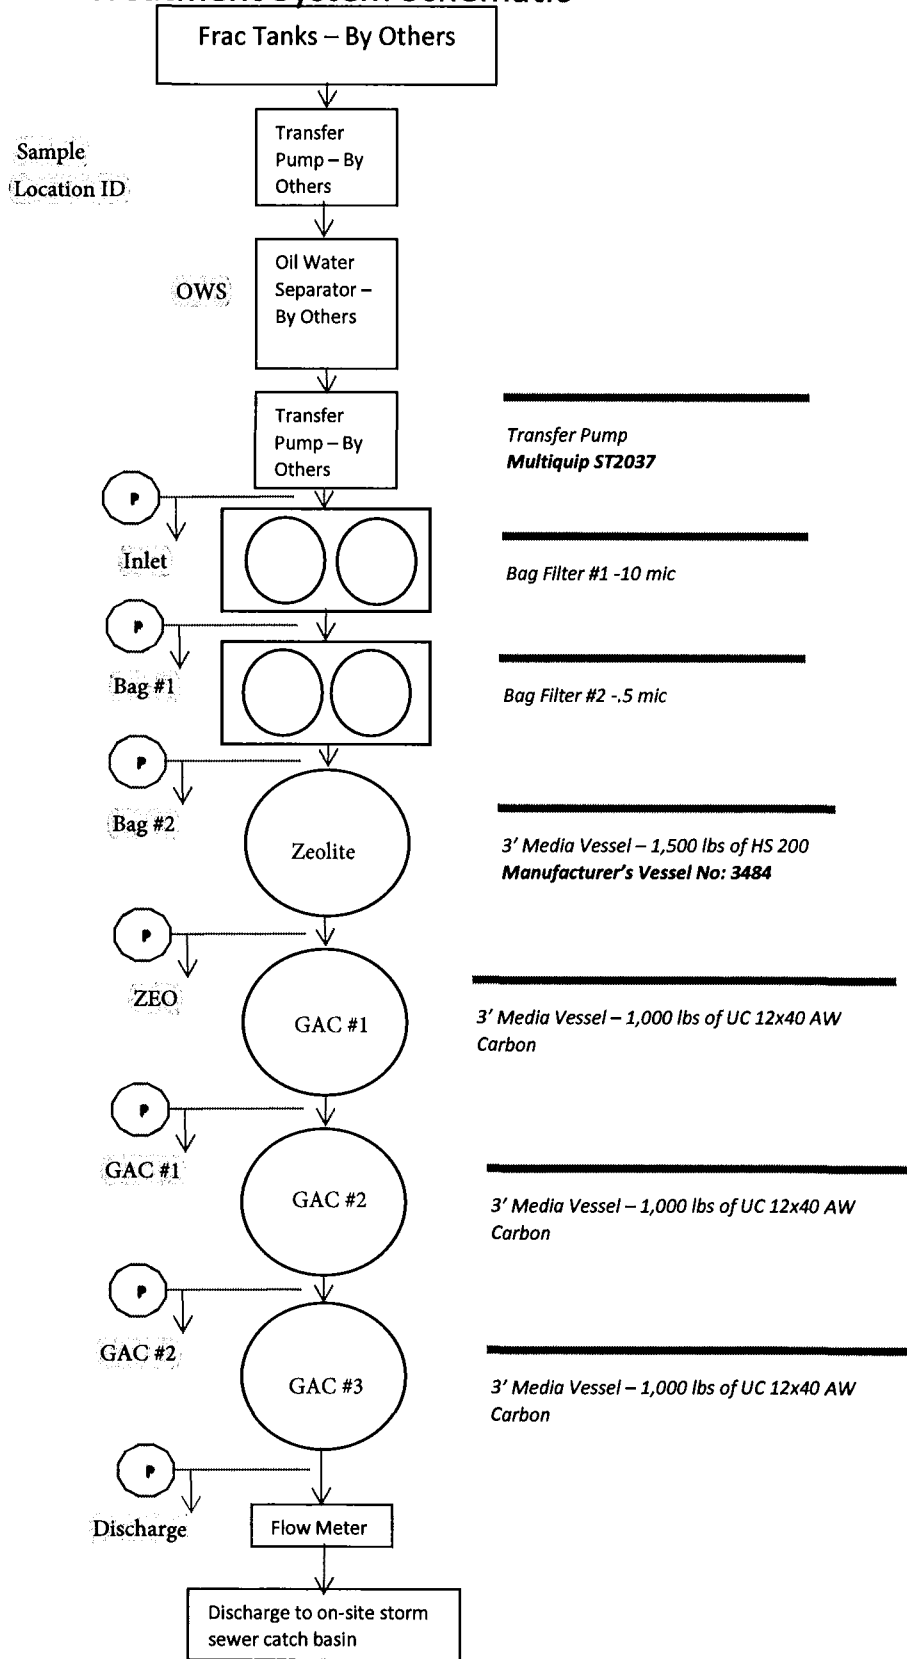 Treatment System Schematic
Frac Tanks – By Others
Transfer
Pump – By
Others
Sample
Location ID
Oil Water
Separator –
By Others
OWS
Transfer
Pump – By
Others
Transfer Pump
Multiquip ST2037
P
Inlet
Bag Filter #1 -10 mic
P
Bag #1
Bag Filter #2 -.5 mic
P
Bag #2
Zeolite
3' Media Vessel – 1,500 lbs of HS 200
Manufacturer's Vessel No: 3484
P
ZEO
GAC #1
3' Media Vessel – 1,000 lbs of UC 12x40 AW
Carbon
P
GAC #1
GAC #2
3' Media Vessel – 1,000 lbs of UC 12x40 AW
Carbon
P
GAC #2
GAC #3
3' Media Vessel – 1,000 lbs of UC 12x40 AW
Carbon
P
Discharge
Flow Meter
Discharge to on-site storm
sewer catch basin